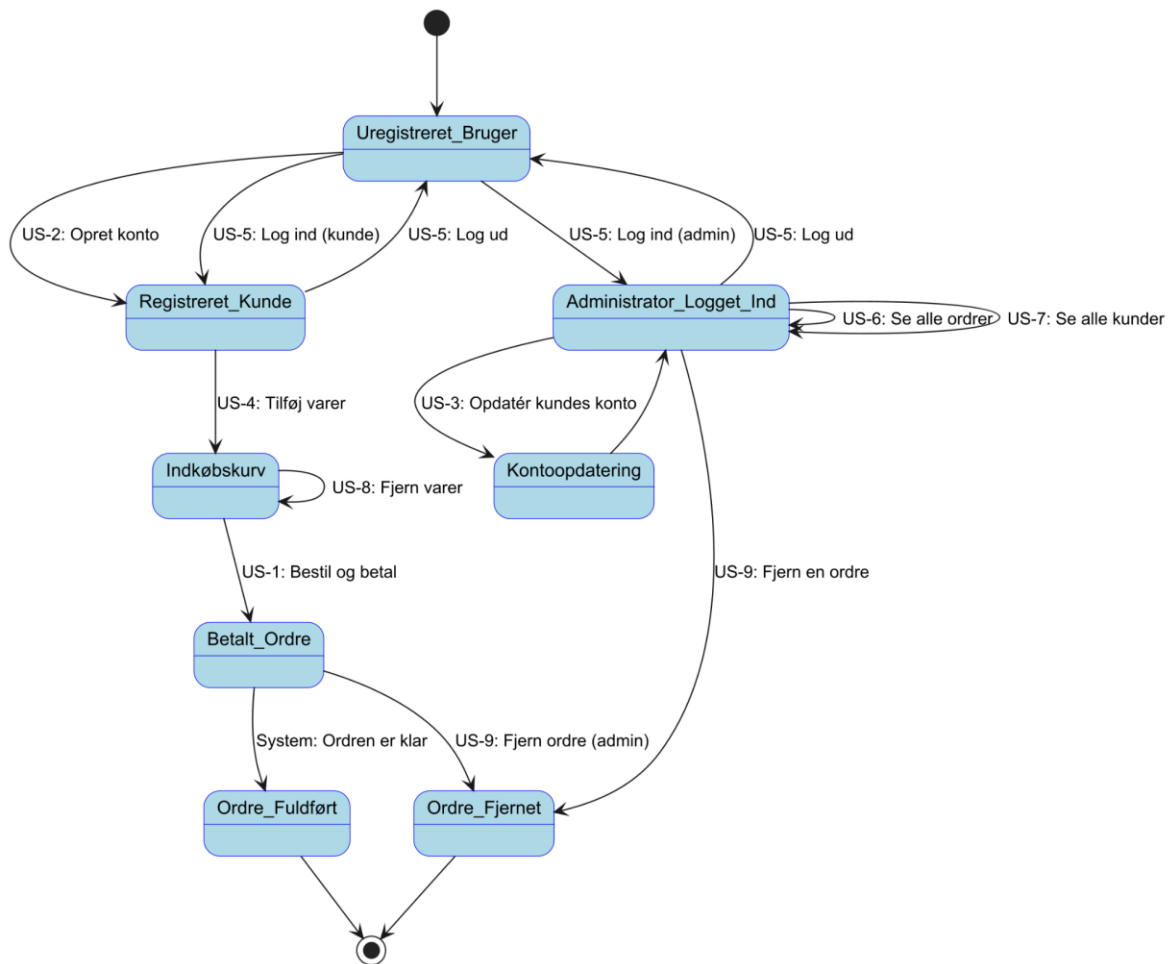 Uregistreret_Bruger
US-2: Opret konto
US-5: Log ind (kunde)
US-5: Log ud
US-5: Log ind (admin)
US-5: Log ud
Registreret_Kunde
Administrator_Logget_Ind
US-6: Se alle ordrer
US-7: Se alle kunder
US-4: Tilføj varer
US-3: Opdatér kundes konto
Indkøbskurv
US-8: Fjern varer
Kontoopdatering
US-1: Bestil og betal
US-9: Fjern en ordre
Betalt_Ordre
System: Ordren er klar
US-9: Fjern ordre (admin)
Ordre_Fuldført
Ordre_Fjernet